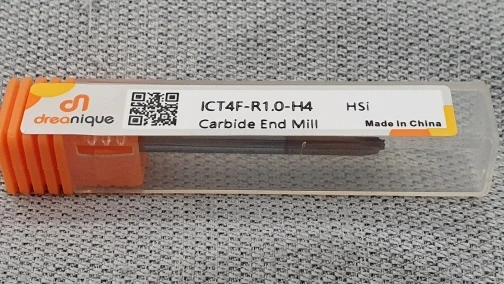 dreanique
ICT4F-R1.0-H4 HSi
Carbide End Mill
Made in China